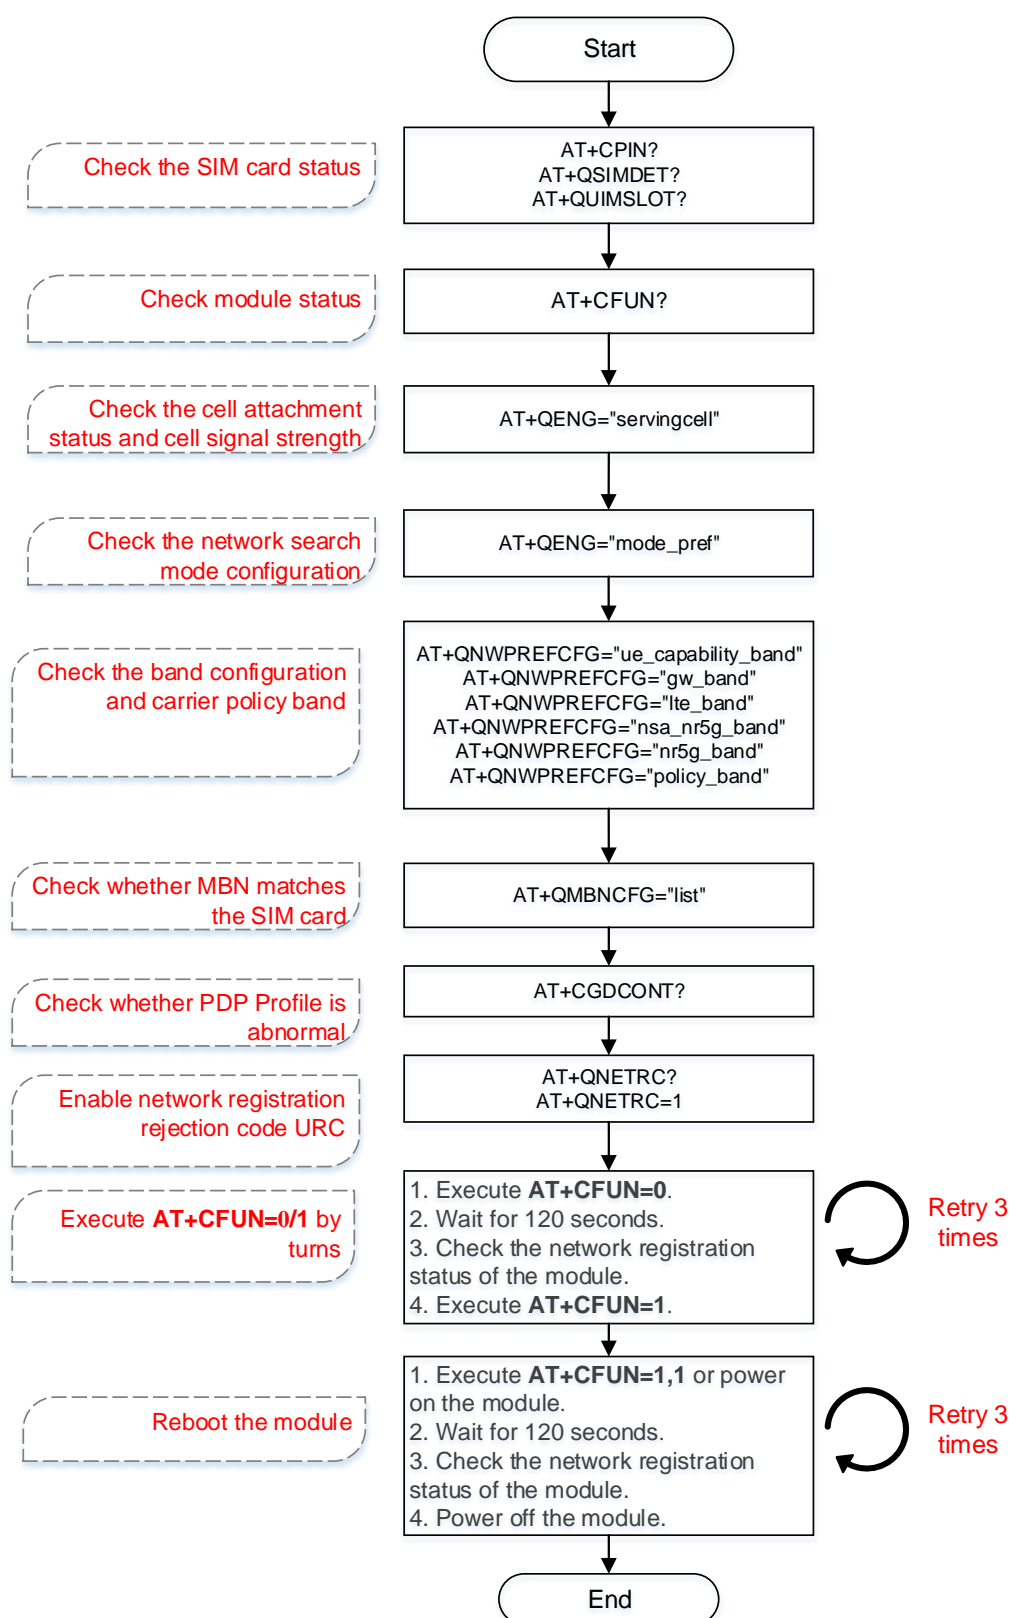 Start
Check the SIM card status
AT+CPIN?
AT+QSIMDET?
AT+QUIMSLOT?
Check module status
AT+CFUN?
Check the cell attachment
status and cell signal strength
AT+QENG="servingcell"
Check the network search
mode configuration
AT+QENG="mode_pref"
Check the band configuration
and carrier policy band
AT+QNWPREFCFG="ue_capability_band"
AT+QNWPREFCFG="gw_band"
AT+QNWPREFCFG="lte_band"
AT+QNWPREFCFG="nsa_nr5g_band"
AT+QNWPREFCFG="nr5g_band"
AT+QNWPREFCFG="policy_band"
Check whether MBN matches
the SIM card
AT+QMBNCFG="list"
Check whether PDP Profile is
abnormal
AT+CGDCONT?
Enable network registration
rejection code URC
AT+QNETRC?
AT+QNETRC=1
Execute AT+CFUN=0/1 by
turns
1. Execute AT+CFUN=0.
2. Wait for 120 seconds.
3. Check the network registration
status of the module.
4. Execute AT+CFUN=1.
Retry 3
times
Reboot the module
1. Execute AT+CFUN=1,1 or power
on the module.
2. Wait for 120 seconds.
3. Check the network registration
status of the module.
4. Power off the module.
Retry 3
times
End